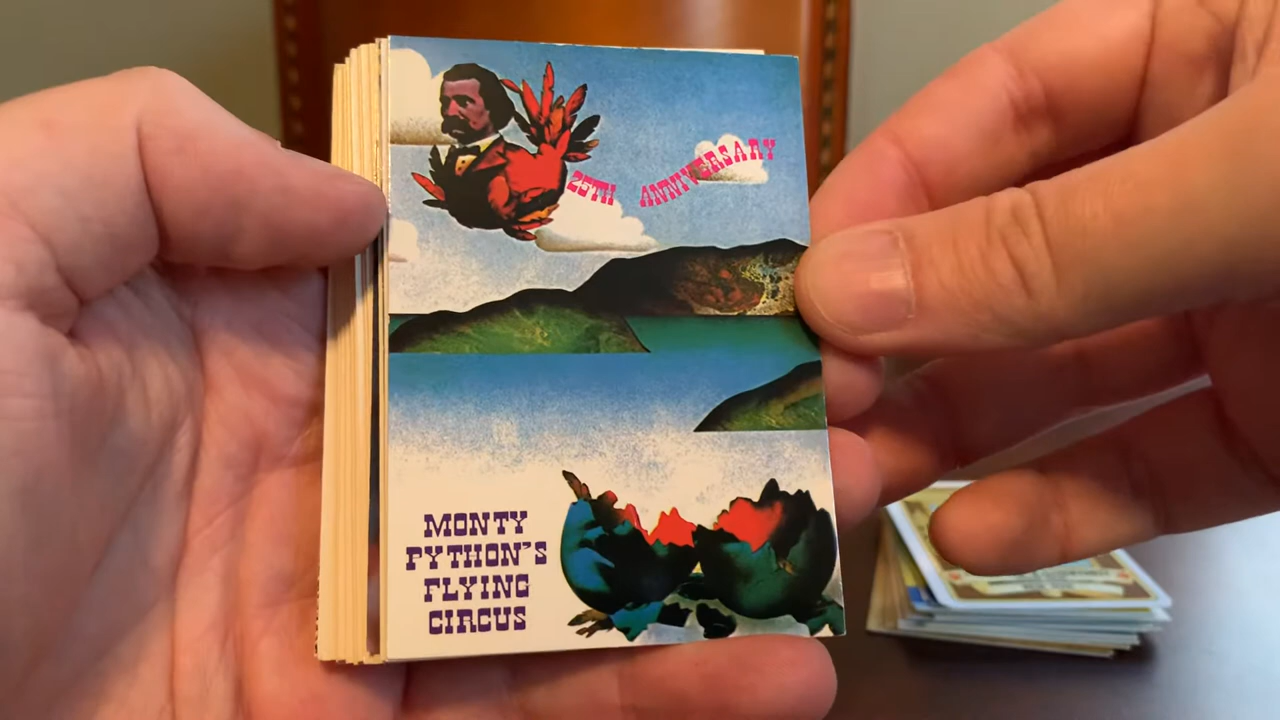 25TH ANNIVERSARY
MONTY
PYTHON'S
FLYING
CIRCUS